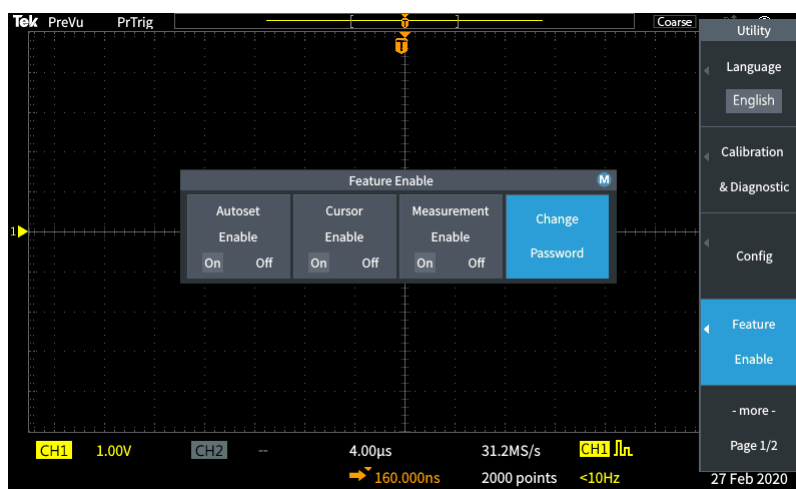 Tek PreVu PrTrig Coarse
Utility
T
T
Language
English
Calibration
& Diagnostic
Feature Enable M
Autoset Enable On Off
Cursor Enable On Off
Measurement Enable On Off
Change Password
1
Config
Feature
Enable
- more -
Page 1/2
CH1 1.00V CH2 -- 4.00µs 31.2MS/s CH1
160.000ns 2000 points <10Hz 27 Feb 2020